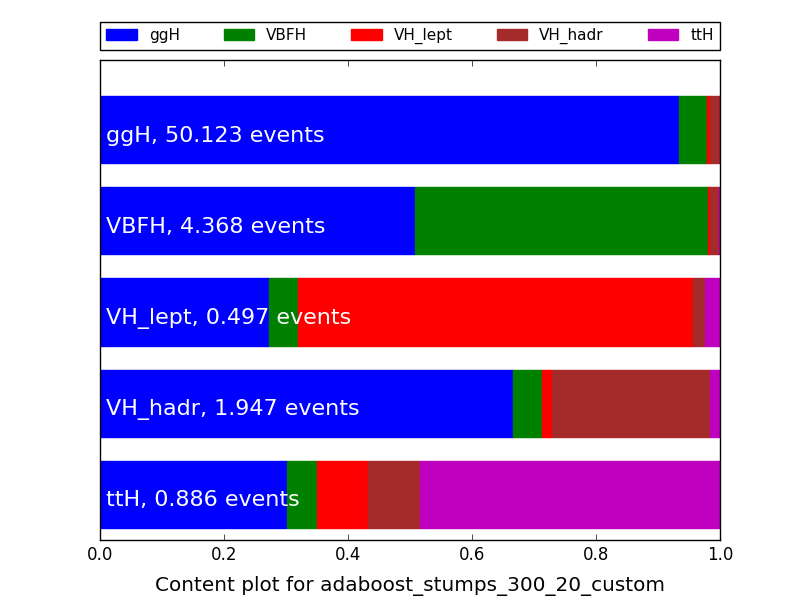 ggH VBFH VH_lept VH_hadr ttH
ggH, 50.123 events
VBFH, 4.368 events
VH_lept, 0.497 events
VH_hadr, 1.947 events
ttH, 0.886 events
0.0 0.2 0.4 0.6 0.8 1.0
Content plot for adaboost_stumps_300_20_custom